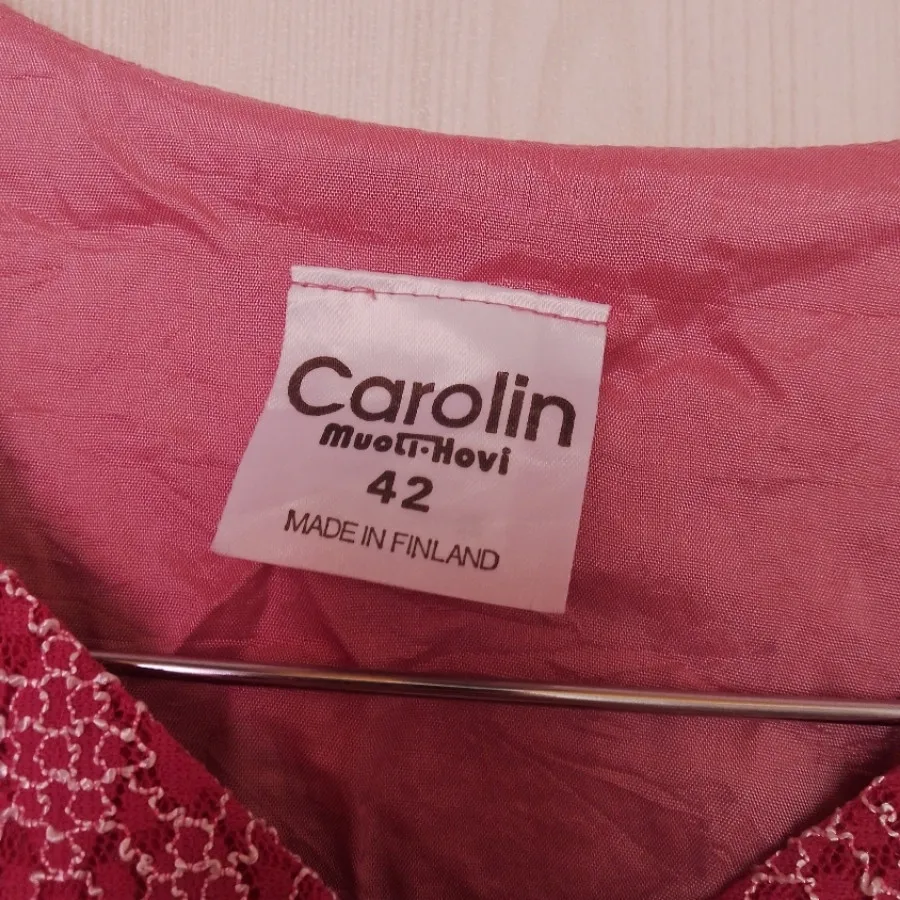 Carolin
Muoti-Hovi
42
MADE IN FINLAND